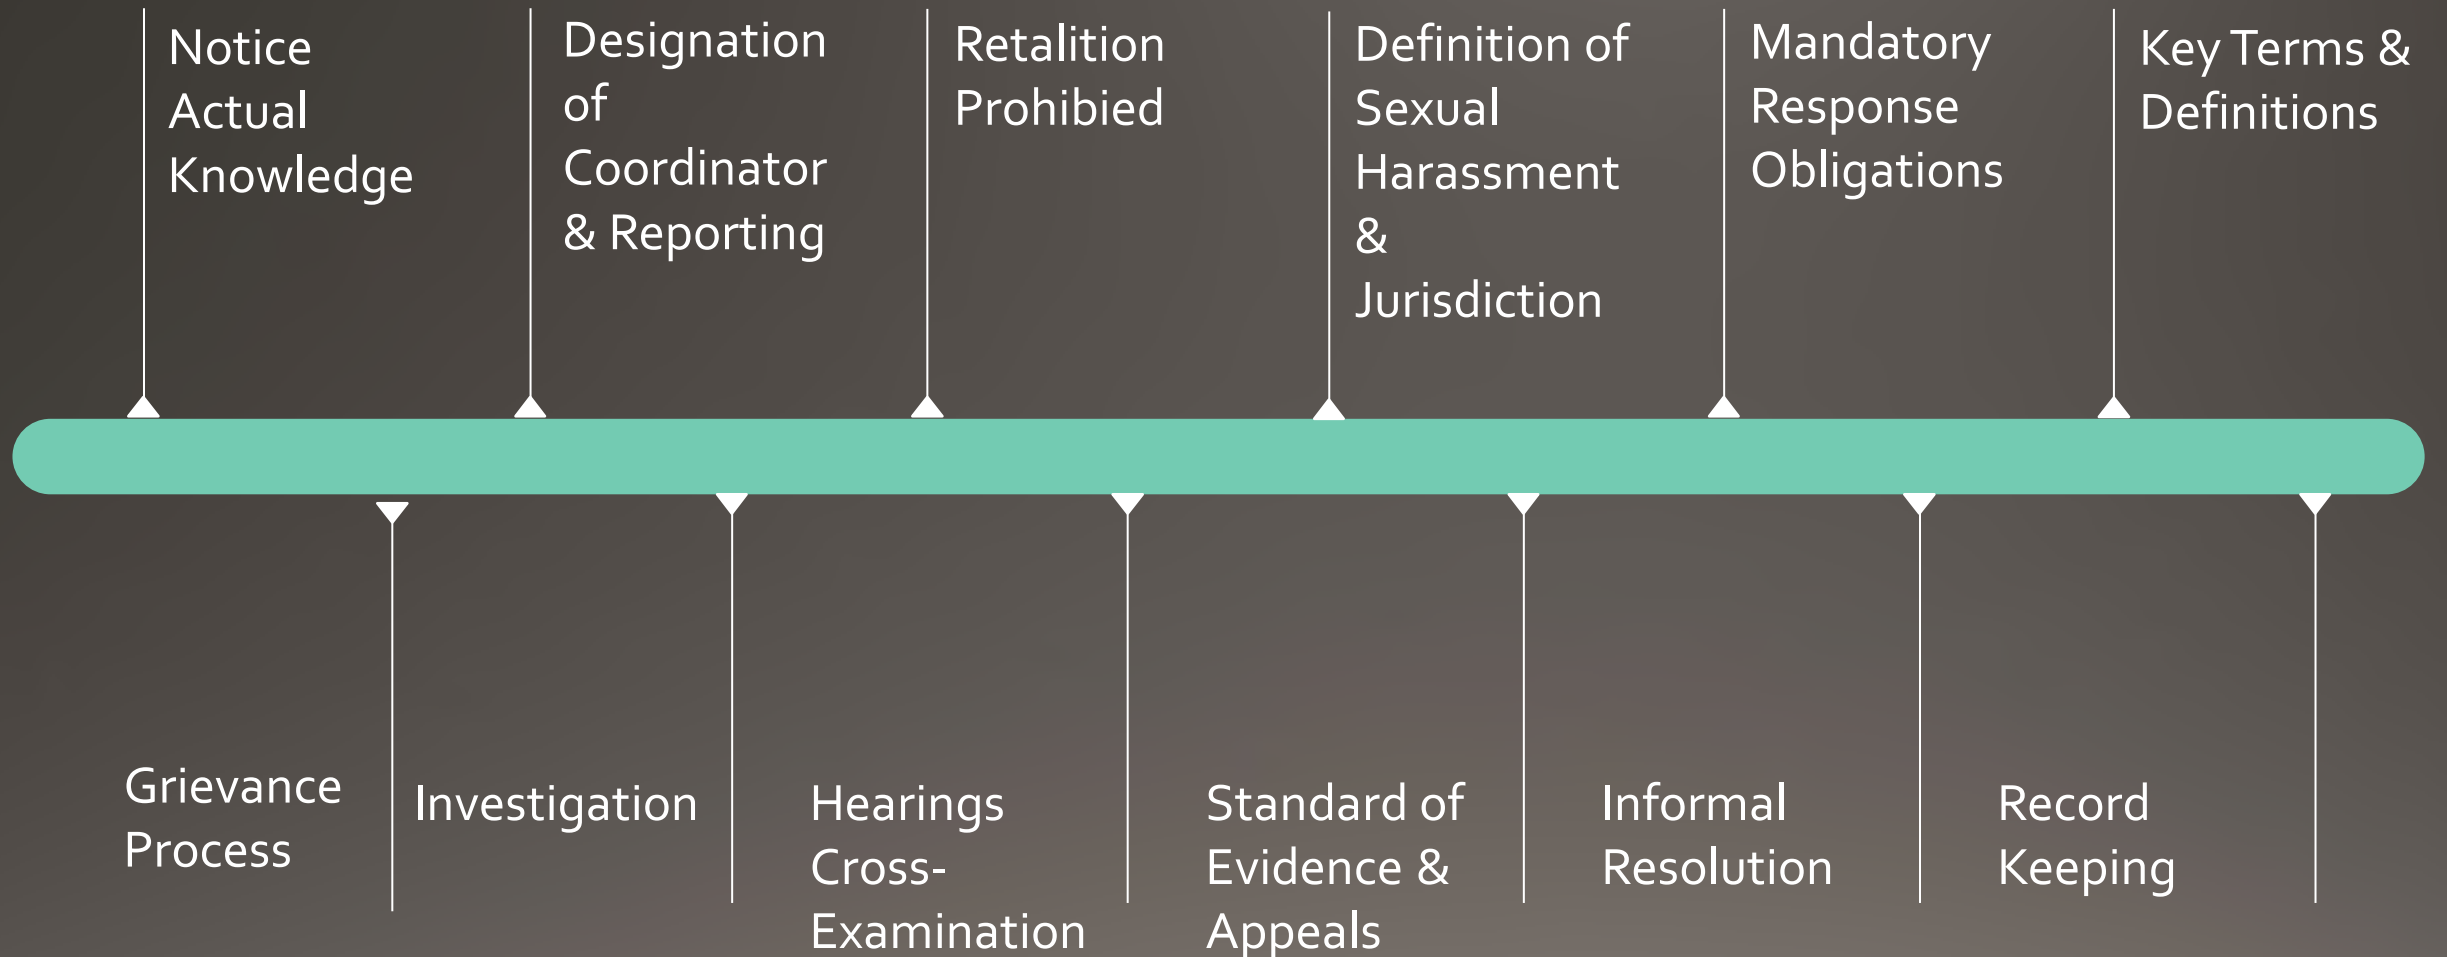 Notice
Actual
Knowledge
Designation
of
Coordinator
& Reporting
Retalition
Prohibied
Definition of
Sexual
Harassment
&
Jurisdiction
Mandatory
Response
Obligations
Key Terms &
Definitions
Grievance
Process
Investigation
Hearings
Cross-
Examination
Standard of
Evidence &
Appeals
Informal
Resolution
Record
Keeping